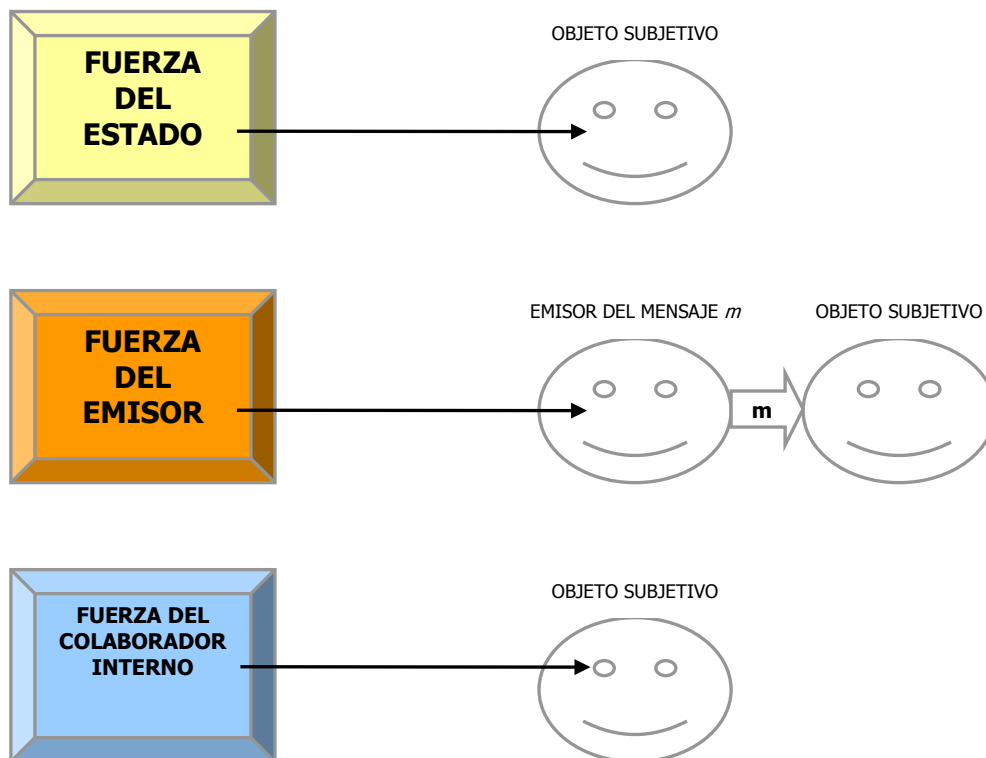 FUERZA
DEL
ESTADO
OBJETO SUBJETIVO
FUERZA
DEL
EMISOR
EMISOR DEL MENSAJE m
OBJETO SUBJETIVO
m
FUERZA DEL
COLABORADOR
INTERNO
OBJETO SUBJETIVO